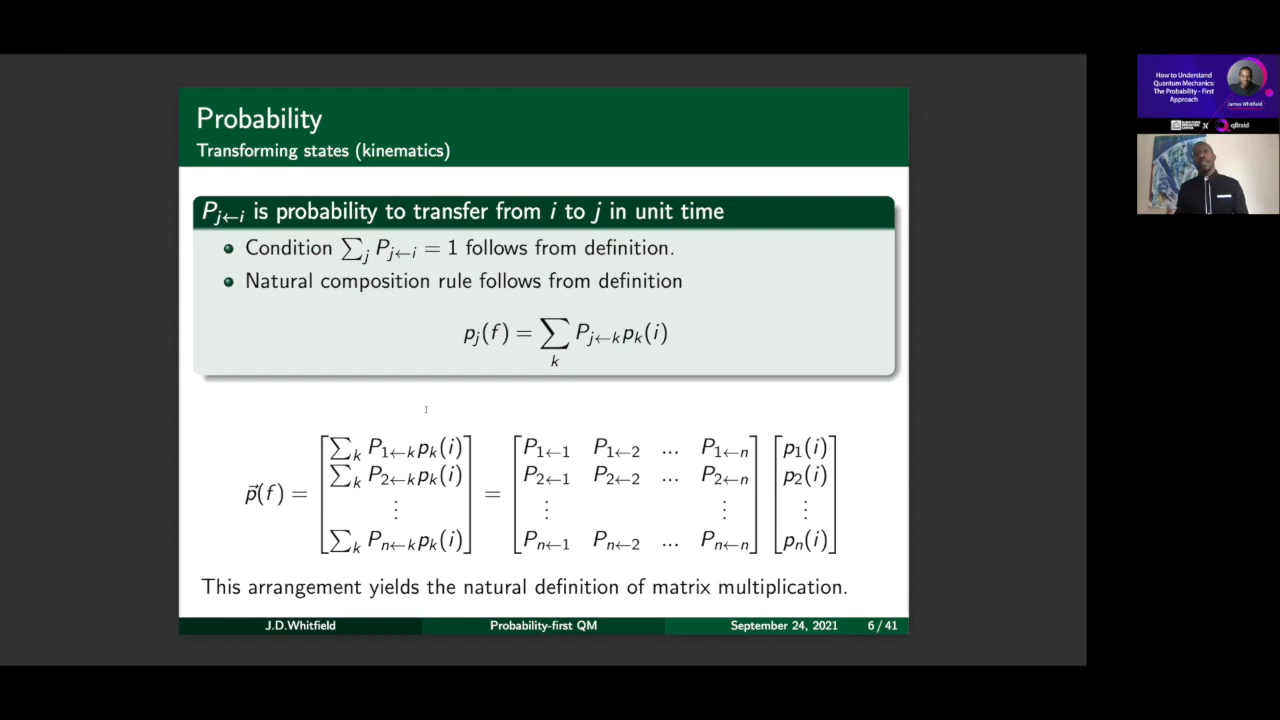 Probability
Transforming states (kinematics)
P_{j←i} is probability to transfer from i to j in unit time
Condition ∑_j P_{j←i} = 1 follows from definition.
Natural composition rule follows from definition
p_j(f) = ∑_k P_{j←k} p_k(i)
p⃗(f) = [∑_k P_{1←k} p_k(i) ∑_k P_{2←k} p_k(i) ⋮ ∑_k P_{n←k} p_k(i)] = [P_{1←1} P_{1←2} ... P_{1←n} P_{2←1} P_{2←2} ... P_{2←n} ⋮ ⋮ P_{n←1} P_{n←2} ... P_{n←n}] [p_1(i) p_2(i) ⋮ p_n(i)]
This arrangement yields the natural definition of matrix multiplication.
J.D.Whitfield Probability-first QM September 24, 2021 6 / 41
How to Understand
Quantum Mechanics:
The Probability - First
Approach
James Whitfield
X qBraid